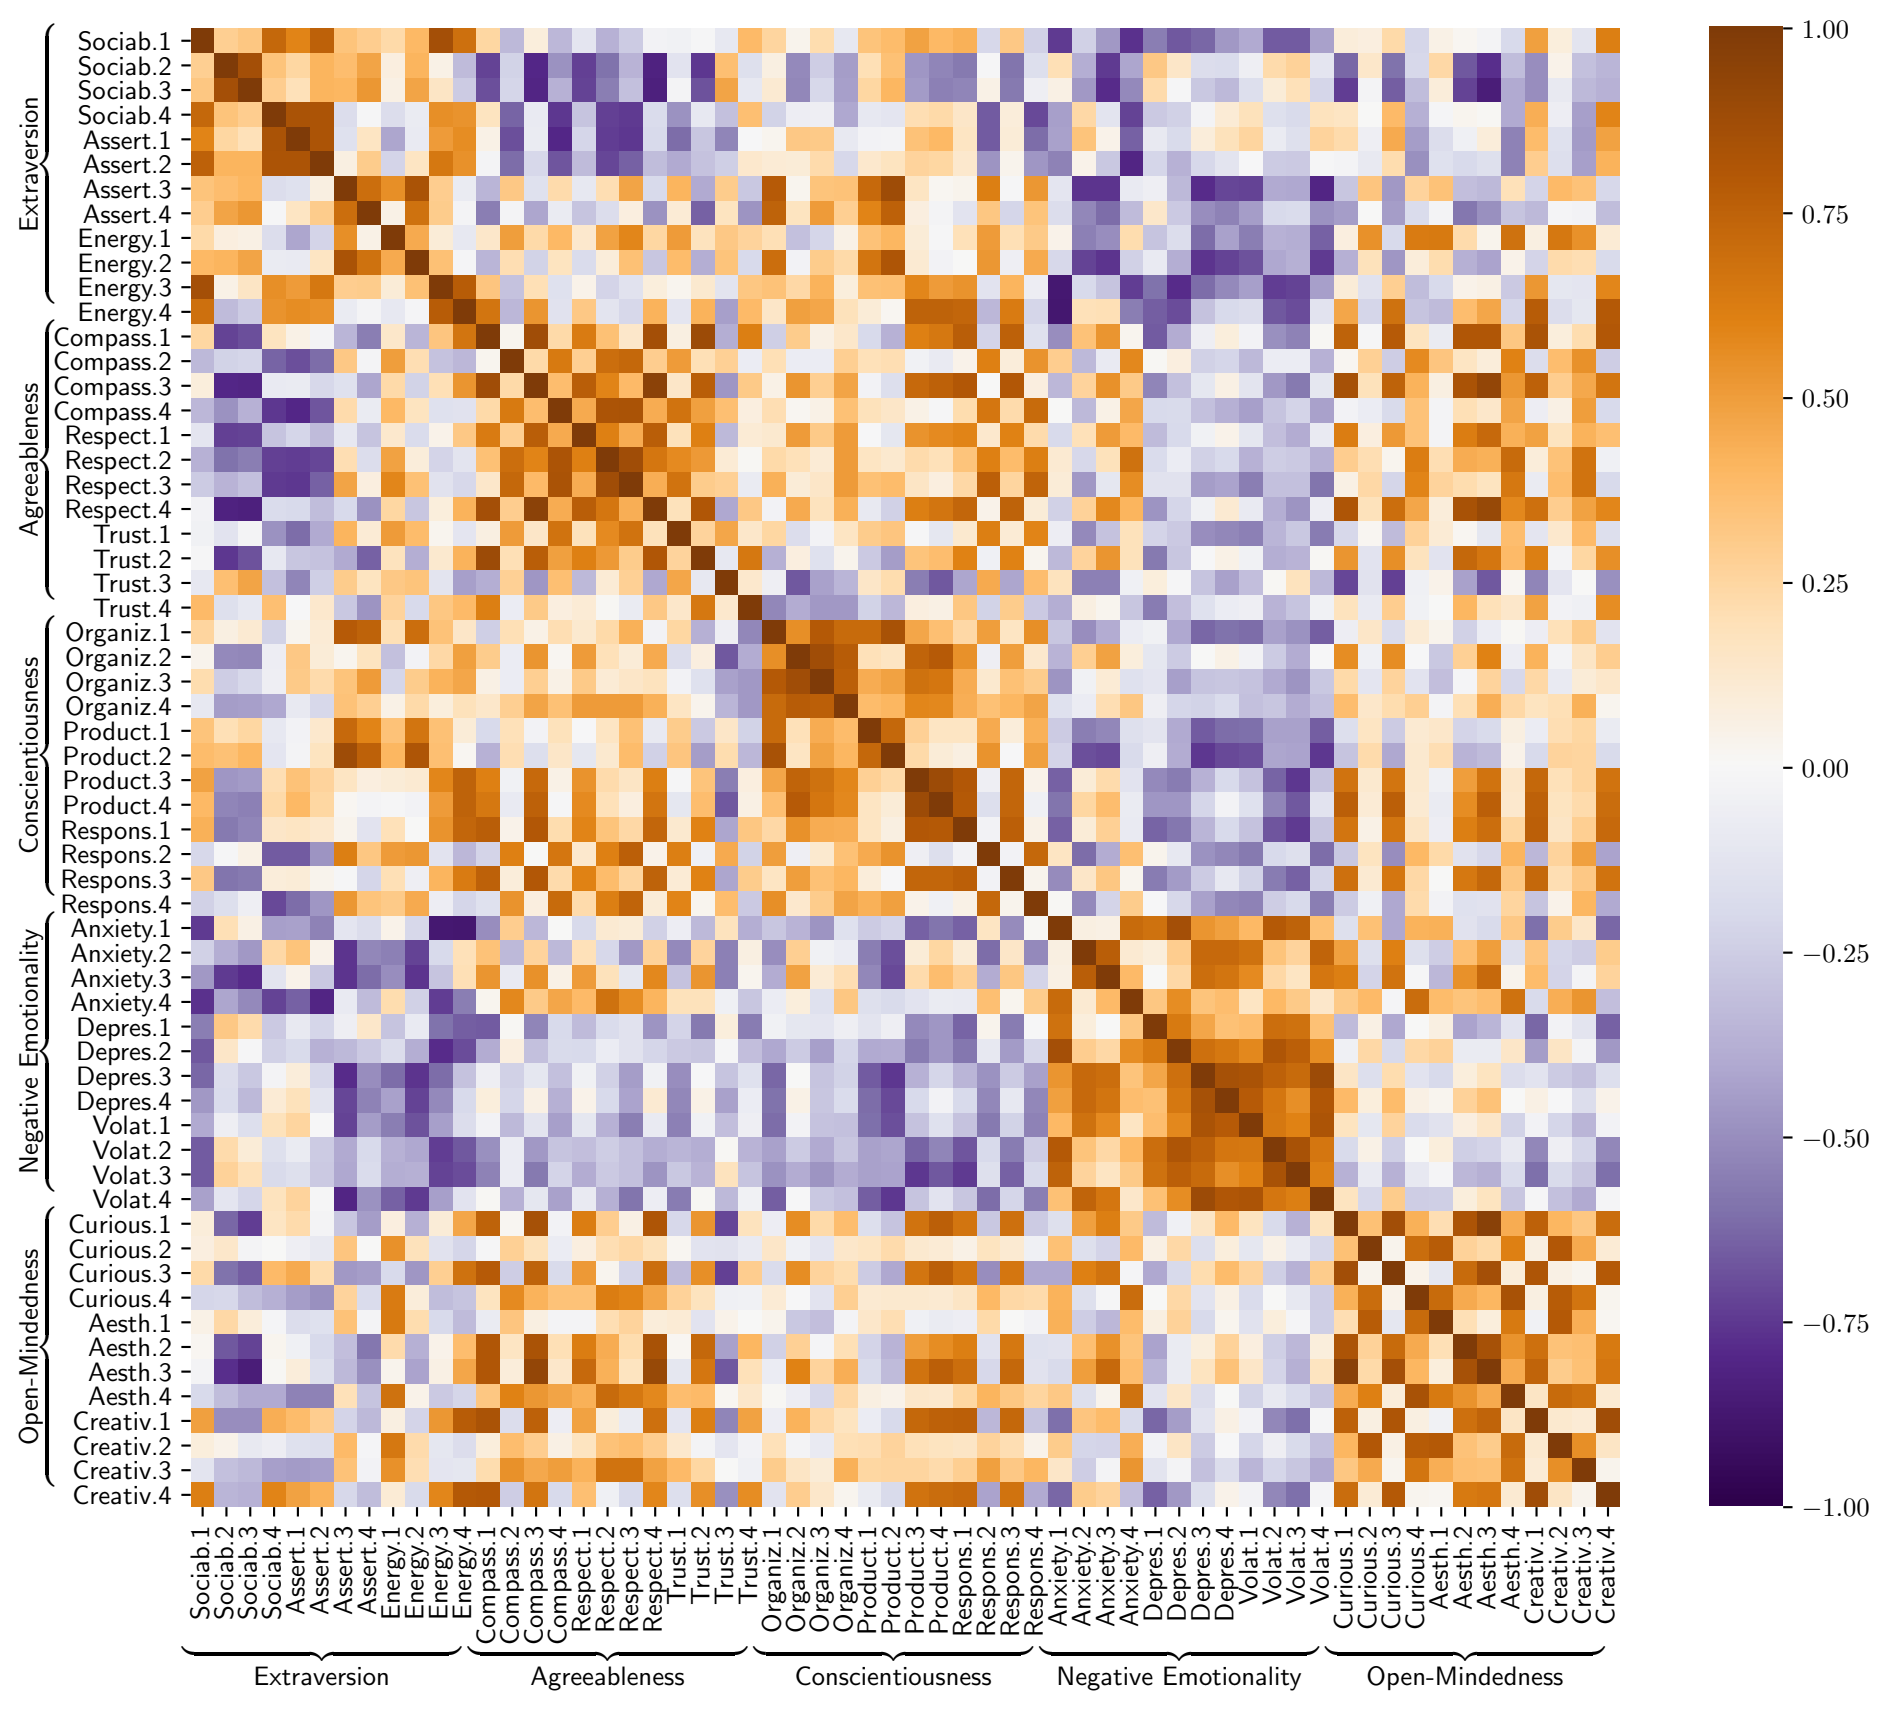 Sociab.1
Sociab.2
Sociab.3
Sociab.4
Assert.1
Assert.2
Assert.3
Assert.4
Energy.1
Energy.2
Energy.3
Energy.4
Compass.1
Compass.2
Compass.3
Compass.4
Respect.1
Respect.2
Respect.3
Respect.4
Trust.1
Trust.2
Trust.3
Trust.4
Organiz.1
Organiz.2
Organiz.3
Organiz.4
Product.1
Product.2
Product.3
Product.4
Respons.1
Respons.2
Respons.3
Respons.4
Anxiety.1
Anxiety.2
Anxiety.3
Anxiety.4
Depres.1
Depres.2
Depres.3
Depres.4
Volat.1
Volat.2
Volat.3
Volat.4
Curious.1
Curious.2
Curious.3
Curious.4
Aesth.1
Aesth.2
Aesth.3
Aesth.4
Creativ.1
Creativ.2
Creativ.3
Creativ.4
Extraversion
Agreeableness
Conscientiousness
Negative Emotionality
Open-Mindedness
Sociab.1
Sociab.2
Sociab.3
Sociab.4
Assert.1
Assert.2
Assert.3
Assert.4
Energy.1
Energy.2
Energy.3
Energy.4
Compass.1
Compass.2
Compass.3
Compass.4
Respect.1
Respect.2
Respect.3
Respect.4
Trust.1
Trust.2
Trust.3
Trust.4
Organiz.1
Organiz.2
Organiz.3
Organiz.4
Product.1
Product.2
Product.3
Product.4
Respons.1
Respons.2
Respons.3
Respons.4
Anxiety.1
Anxiety.2
Anxiety.3
Anxiety.4
Depres.1
Depres.2
Depres.3
Depres.4
Volat.1
Volat.2
Volat.3
Volat.4
Curious.1
Curious.2
Curious.3
Curious.4
Aesth.1
Aesth.2
Aesth.3
Aesth.4
Creativ.1
Creativ.2
Creativ.3
Creativ.4
Extraversion
Agreeableness
Conscientiousness
Negative Emotionality
Open-Mindedness
1.00
0.75
0.50
0.25
0.00
−0.25
−0.50
−0.75
−1.00